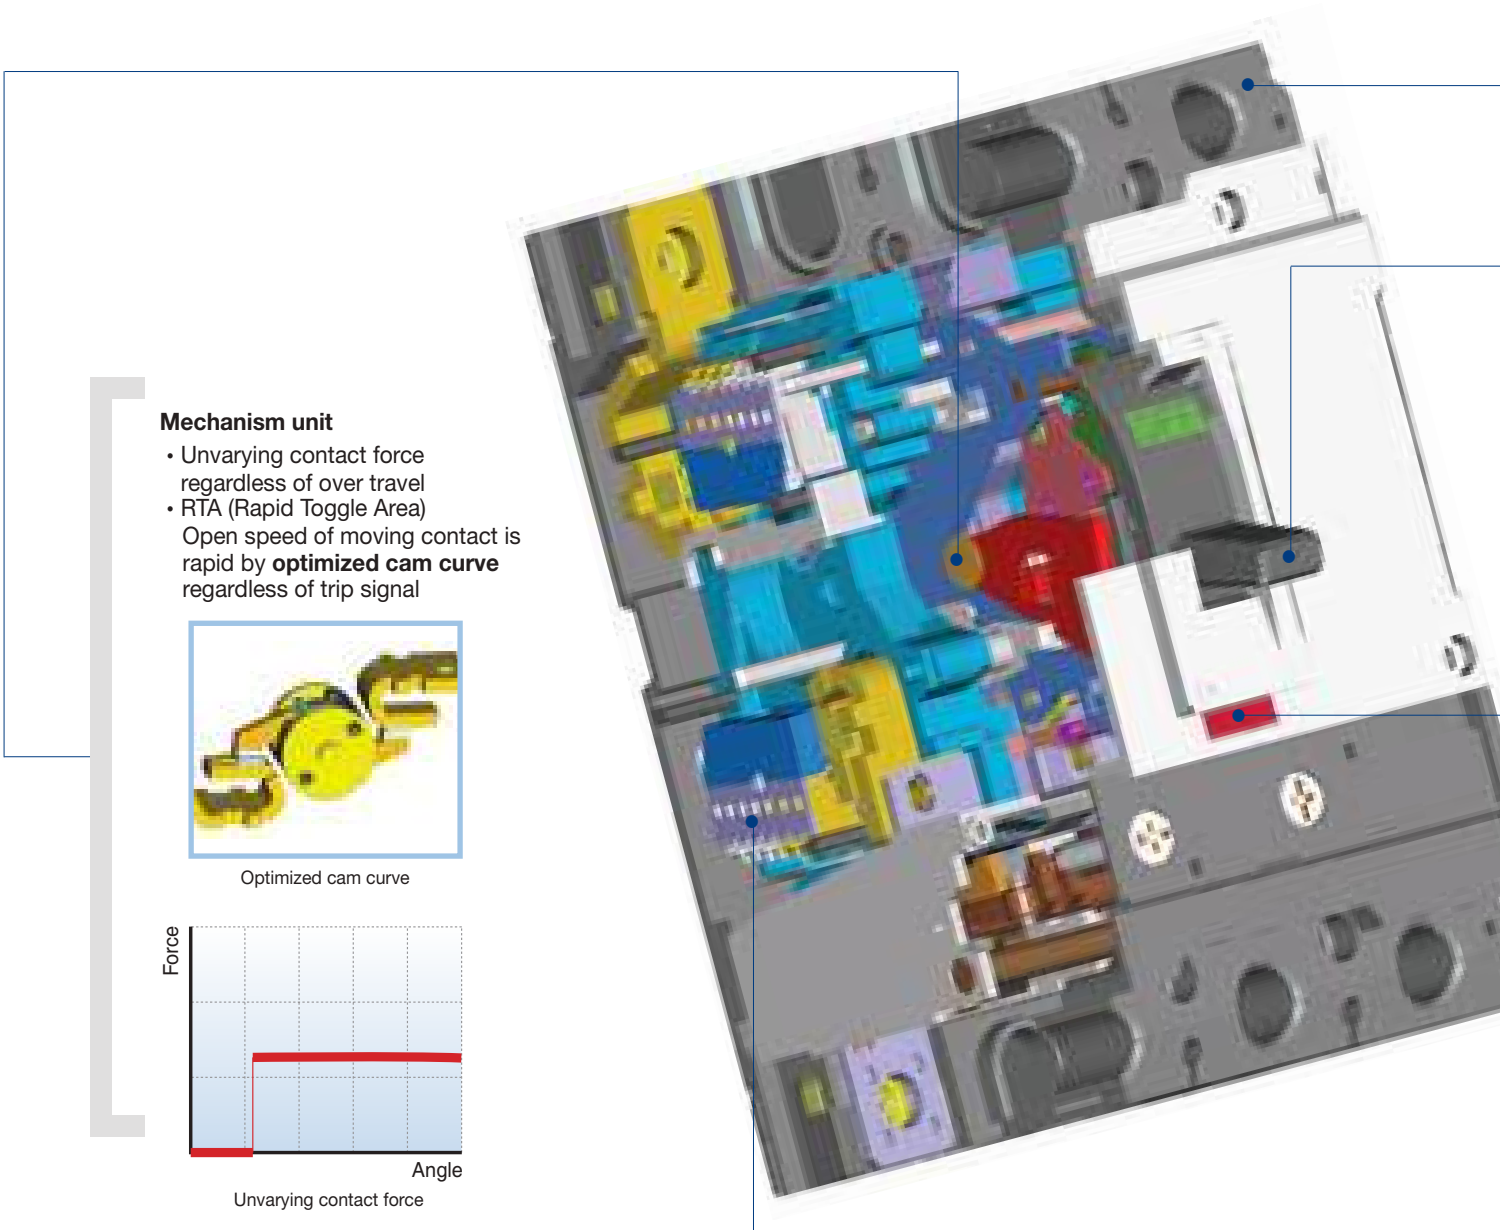 Mechanism unit
• Unvarying contact force
regardless of over travel
• RTA (Rapid Toggle Area)
Open speed of moving contact is
rapid by optimized cam curve
regardless of trip signal
Optimized cam curve
Force
Angle
Unvarying contact force